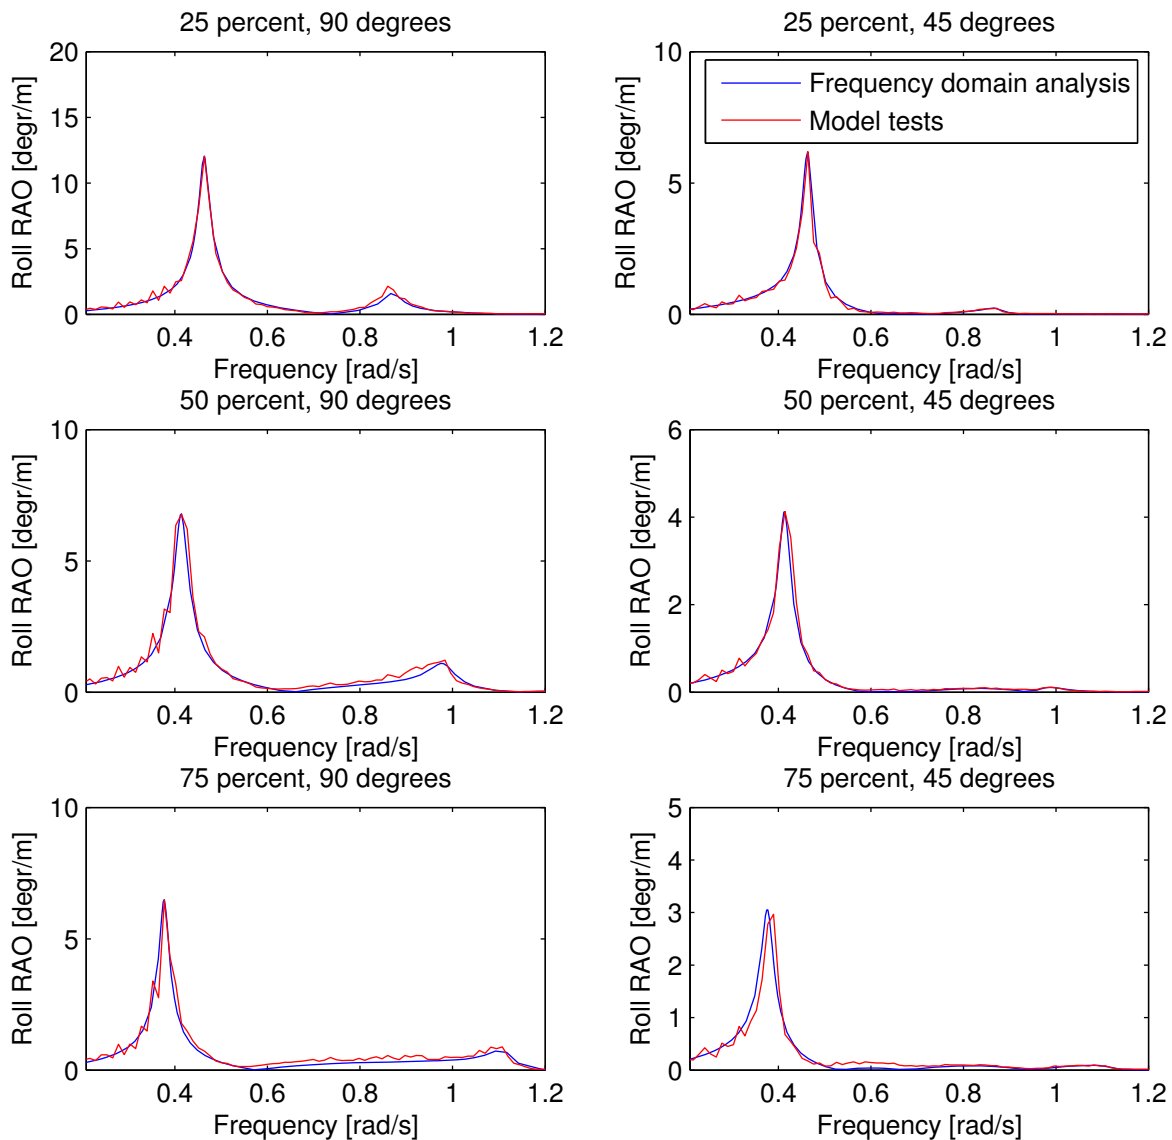 25 percent, 90 degrees
25 percent, 45 degrees
Roll RAO [degr/m]
20
15
10
5
0
0.4 0.6 0.8 1 1.2
Frequency [rad/s]
Roll RAO [degr/m]
10
5
0
Frequency domain analysis
Model tests
0.4 0.6 0.8 1 1.2
Frequency [rad/s]
50 percent, 90 degrees
50 percent, 45 degrees
Roll RAO [degr/m]
10
5
0
0.4 0.6 0.8 1 1.2
Frequency [rad/s]
Roll RAO [degr/m]
6
4
2
0
0.4 0.6 0.8 1 1.2
Frequency [rad/s]
75 percent, 90 degrees
75 percent, 45 degrees
Roll RAO [degr/m]
10
5
0
0.4 0.6 0.8 1 1.2
Frequency [rad/s]
Roll RAO [degr/m]
5
4
3
2
1
0
0.4 0.6 0.8 1 1.2
Frequency [rad/s]